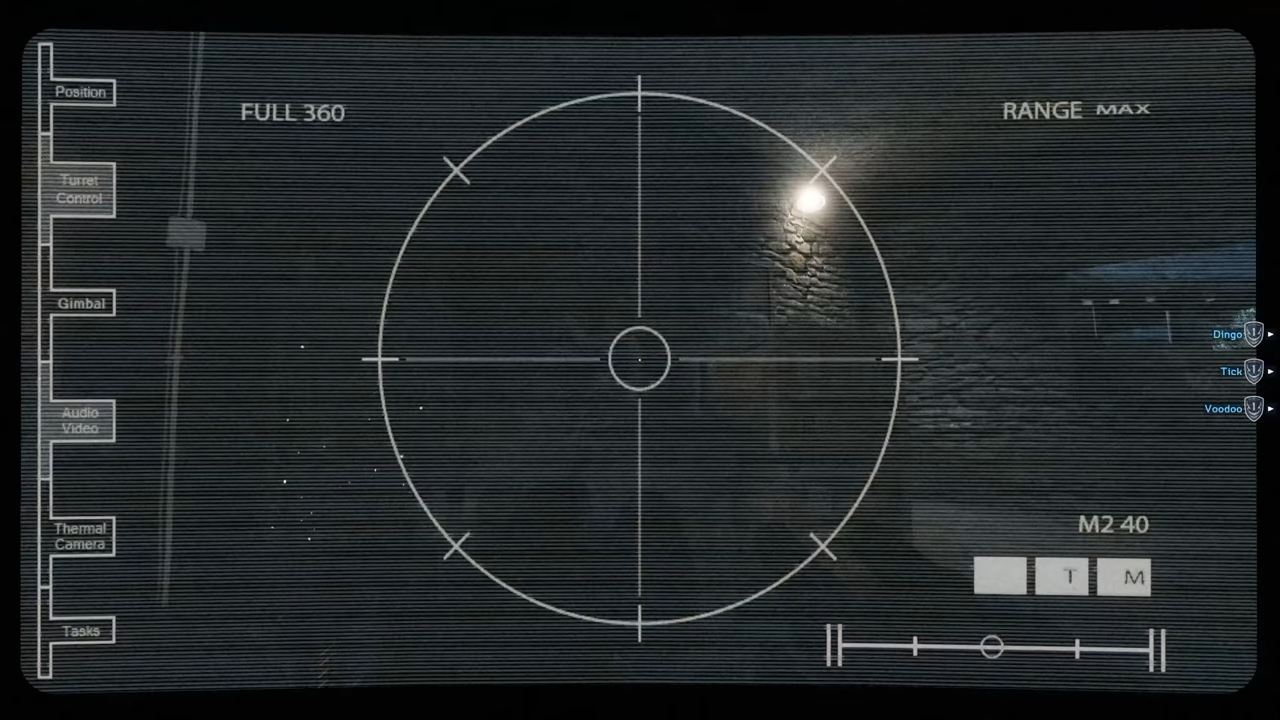 Position
FULL 360
RANGE MAX
Turret
Control
Gimbal
Dingo
Tick
Voodoo
Audio
Video
Thermal
Camera
M2 40
T M
Tasks